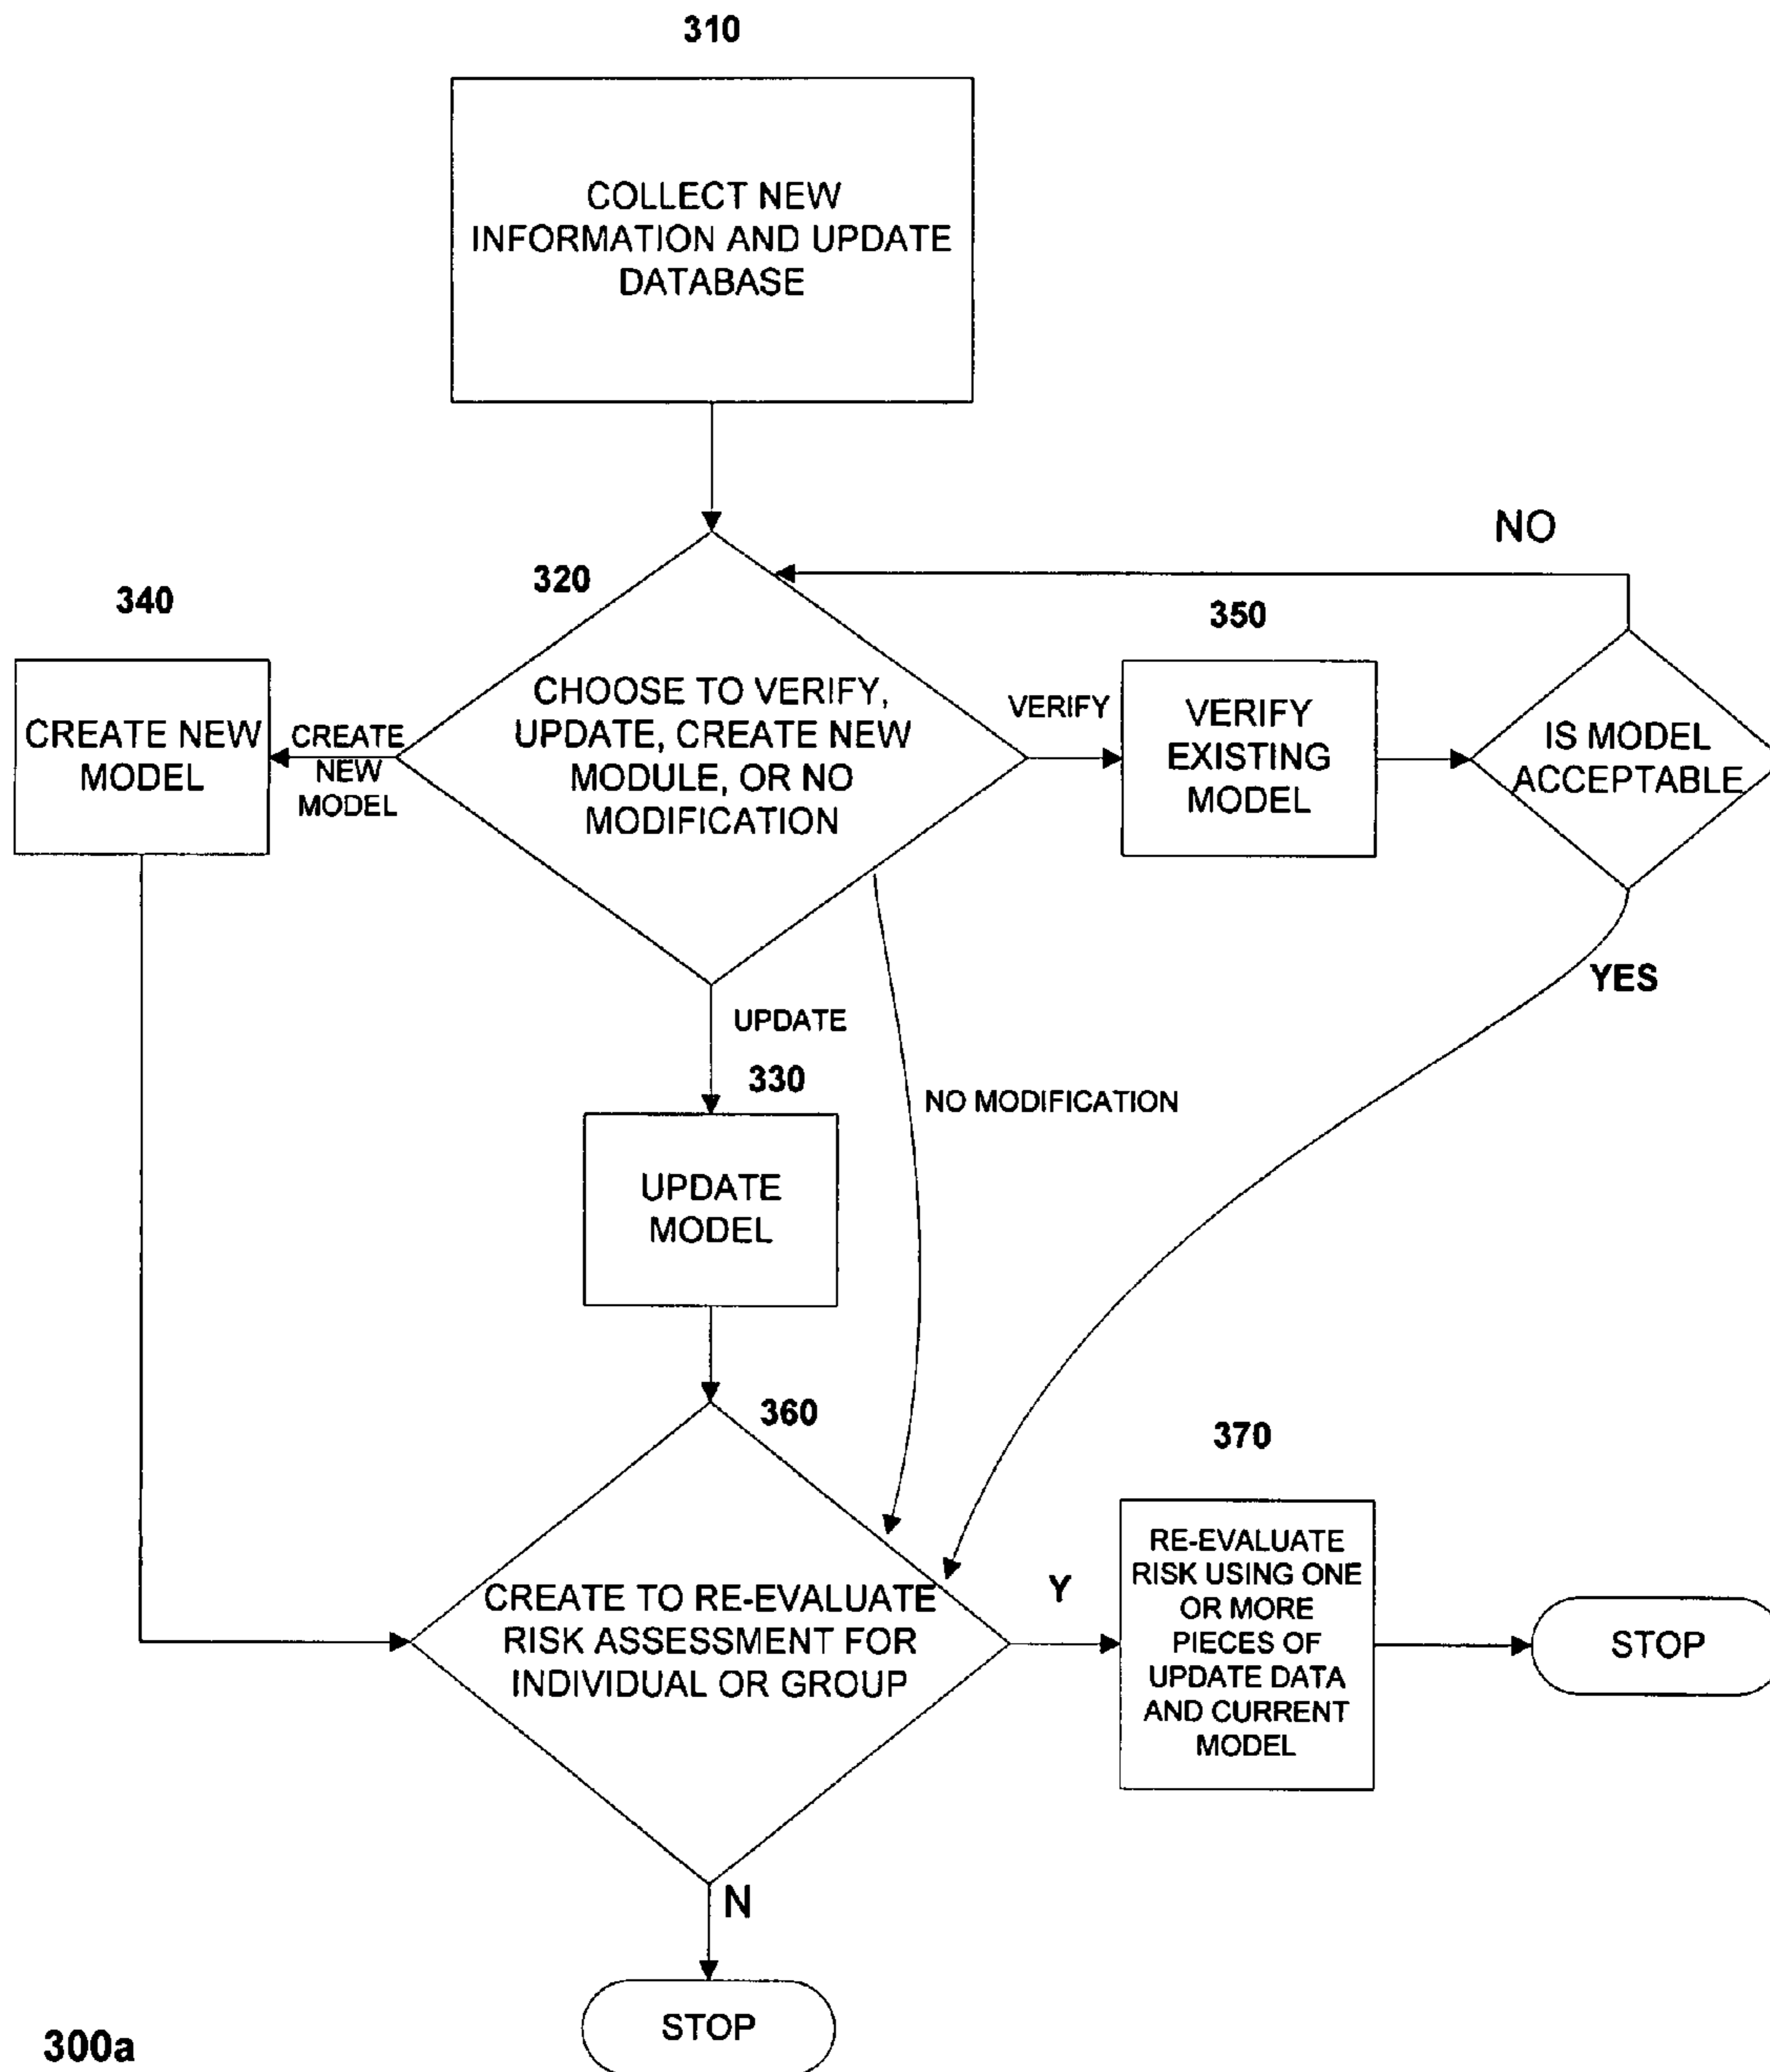 310
COLLECT NEW
INFORMATION AND UPDATE
DATABASE
NO
320
340
350
CHOOSE TO VERIFY,
UPDATE, CREATE NEW
MODULE, OR NO
MODIFICATION
CREATE NEW
MODEL
CREATE
NEW
MODEL
VERIFY
VERIFY
EXISTING
MODEL
IS MODEL
ACCEPTABLE
YES
UPDATE
330
NO MODIFICATION
UPDATE
MODEL
360
370
CREATE TO RE-EVALUATE
RISK ASSESSMENT FOR
INDIVIDUAL OR GROUP
Y
RE-EVALUATE
RISK USING ONE
OR MORE
PIECES OF
UPDATE DATA
AND CURRENT
MODEL
STOP
N
STOP
300a